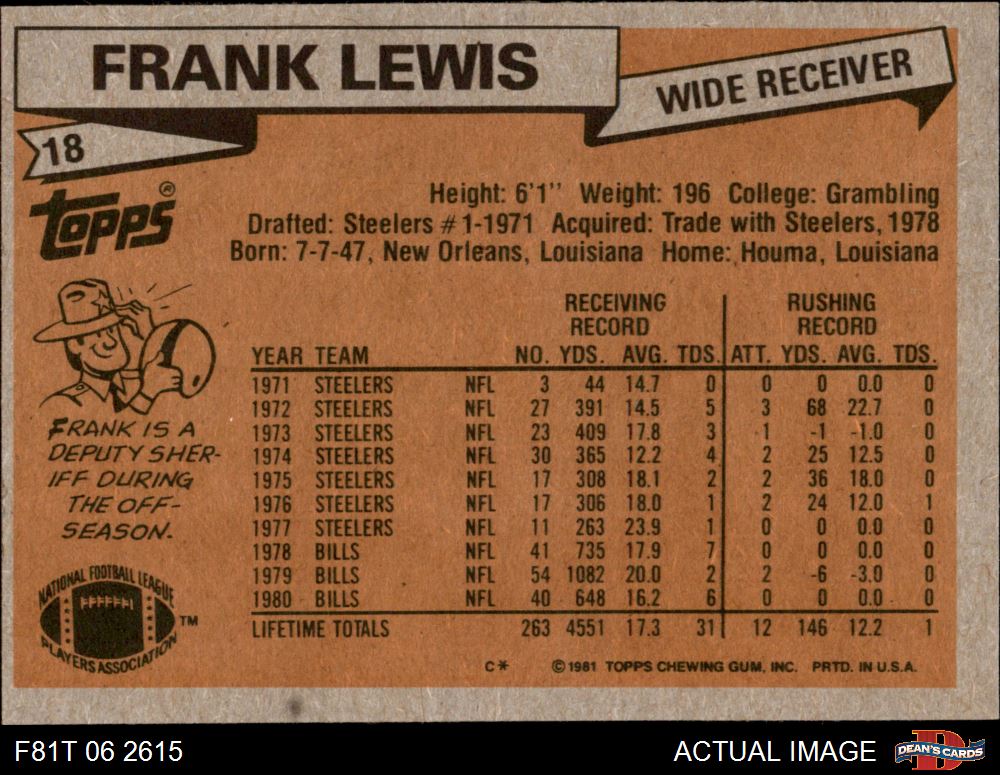 FRANK LEWIS
WIDE RECEIVER
18
Topps®
Height: 6'1'' Weight: 196 College: Grambling
Drafted: Steelers #1-1971 Acquired: Trade with Steelers, 1978
Born: 7-7-47, New Orleans, Louisiana Home: Houma, Louisiana
FRANK IS A
DEPUTY SHER-
IFF DURING
THE OFF-
SEASON.
RECEIVING RUSHING
RECORD RECORD
YEAR TEAM NO. YDS. AVG. TDS. ATT. YDS. AVG. TDS.
1971 STEELERS NFL 3 44 14.7 0 0 0 0.0 0
1972 STEELERS NFL 27 391 14.5 5 3 68 22.7 0
1973 STEELERS NFL 23 409 17.8 3 1 -1 -1.0 0
1974 STEELERS NFL 30 365 12.2 4 2 25 12.5 0
1975 STEELERS NFL 17 308 18.1 2 2 36 18.0 0
1976 STEELERS NFL 17 306 18.0 1 2 24 12.0 1
1977 STEELERS NFL 11 263 23.9 1 0 0 0.0 0
1978 BILLS NFL 41 735 17.9 7 0 0 0.0 0
1979 BILLS NFL 54 1082 20.0 2 2 -6 -3.0 0
1980 BILLS NFL 40 648 16.2 6 0 0 0.0 0
LIFETIME TOTALS 263 4551 17.3 31 12 146 12.2 1
NATIONAL FOOTBALL LEAGUE
PLAYERS ASSOCIATION TM
C* ©1981 TOPPS CHEWING GUM, INC. PRTD. IN U.S.A.
F81T 06 2615
ACTUAL IMAGE
D
DEAN'S CARDS